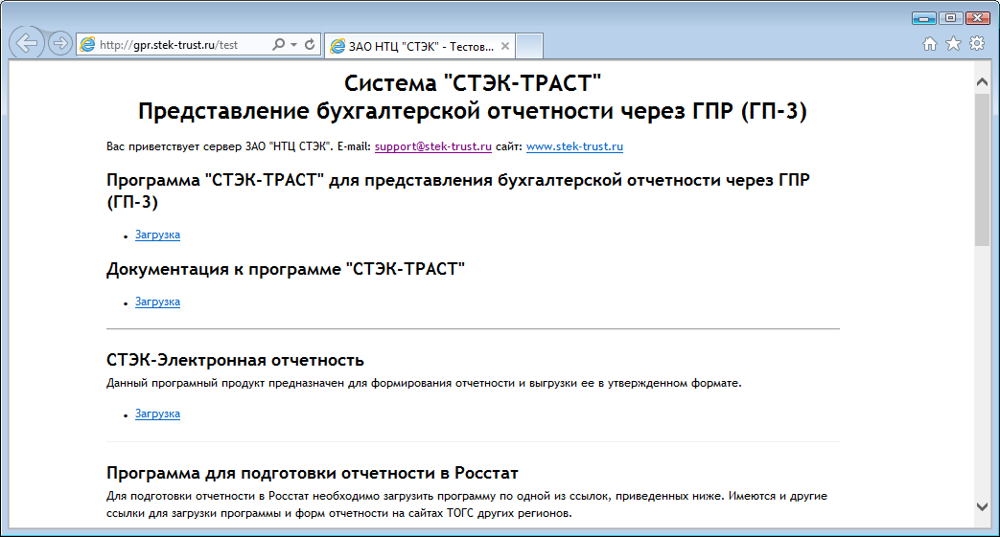 http://gpr.stek-trust.ru/test
ЗАО НТЦ "СТЭК" - Тестов...
Система "СТЭК-ТРАСТ"
Представление бухгалтерской отчетности через ГПР (ГП-3)
Вас приветствует сервер ЗАО "НТЦ СТЭК". E-mail: support@stek-trust.ru сайт: www.stek-trust.ru
Программа "СТЭК-ТРАСТ" для представления бухгалтерской отчетности через ГПР
(ГП-3)
• Загрузка
Документация к программе "СТЭК-ТРАСТ"
• Загрузка
СТЭК-Электронная отчетность
Данный програмный продукт предназначен для формирования отчетности и выгрузки ее в утвержденном формате.
• Загрузка
Программа для подготовки отчетности в Росстат
Для подготовки отчетности в Росстат необходимо загрузить программу по одной из ссылок, приведенных ниже. Имеются и другие
ссылки для загрузки программы и форм отчетности на сайтах ТОГС других регионов.